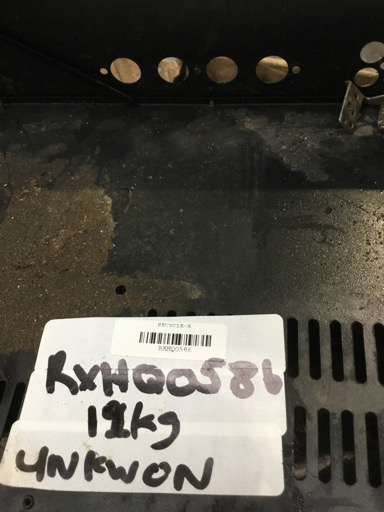 RECYCLE-X
RXHQ0586
RXHQ0586
12kg
UNKWON